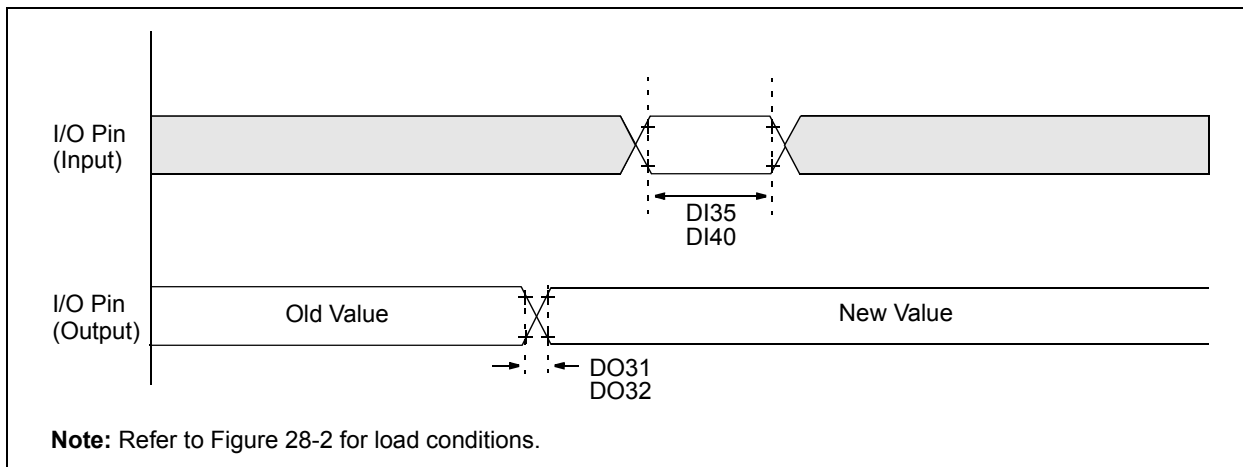 I/O Pin
(Input)
DI35
DI40
I/O Pin
(Output)
Old Value
New Value
DO31
DO32
Note: Refer to Figure 28-2 for load conditions.